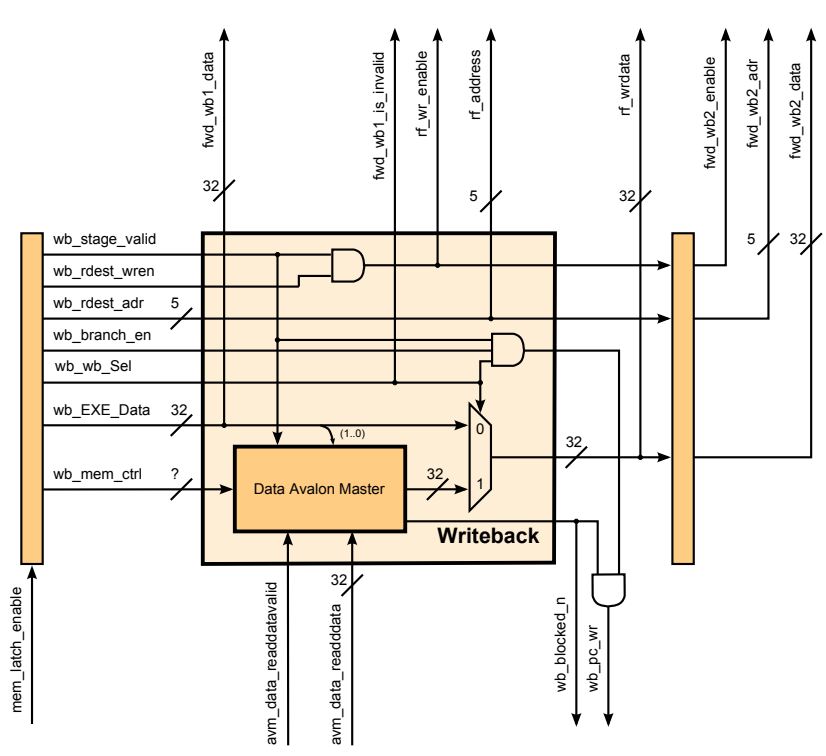 fwd_wb1_data
fwd_wb1_is_invalid
rf_wr_enable
rf_address
rf_wrdata
fwd_wb2_enable
fwd_wb2_adr
fwd_wb2_data
32
5
32
5
32
wb_stage_valid
wb_rdest_wren
wb_rdest_adr
5
wb_branch_en
wb_wb_Sel
wb_EXE_Data
32
(1..0)
0
32
wb_mem_ctrl
?
Data Avalon Master
32
1
Writeback
mem_latch_enable
avm_data_readdatavalid
32
avm_data_readdddata
wb_blocked_n
wb_pc_wr